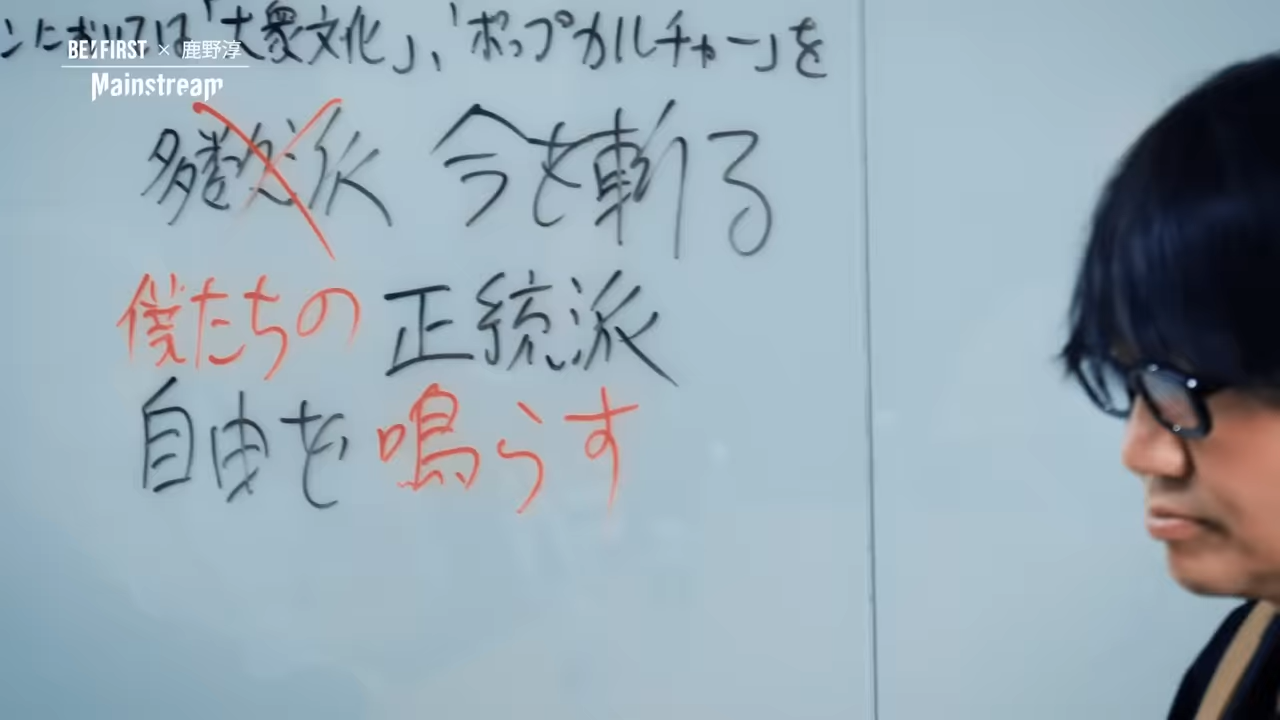 ンにおいては「大衆文化」、「ポップカルチャー」を
BE:FIRST × 鹿野淳
Mainstream
多数派 今を斬る
僕たちの 正統派
自由を 鳴らす